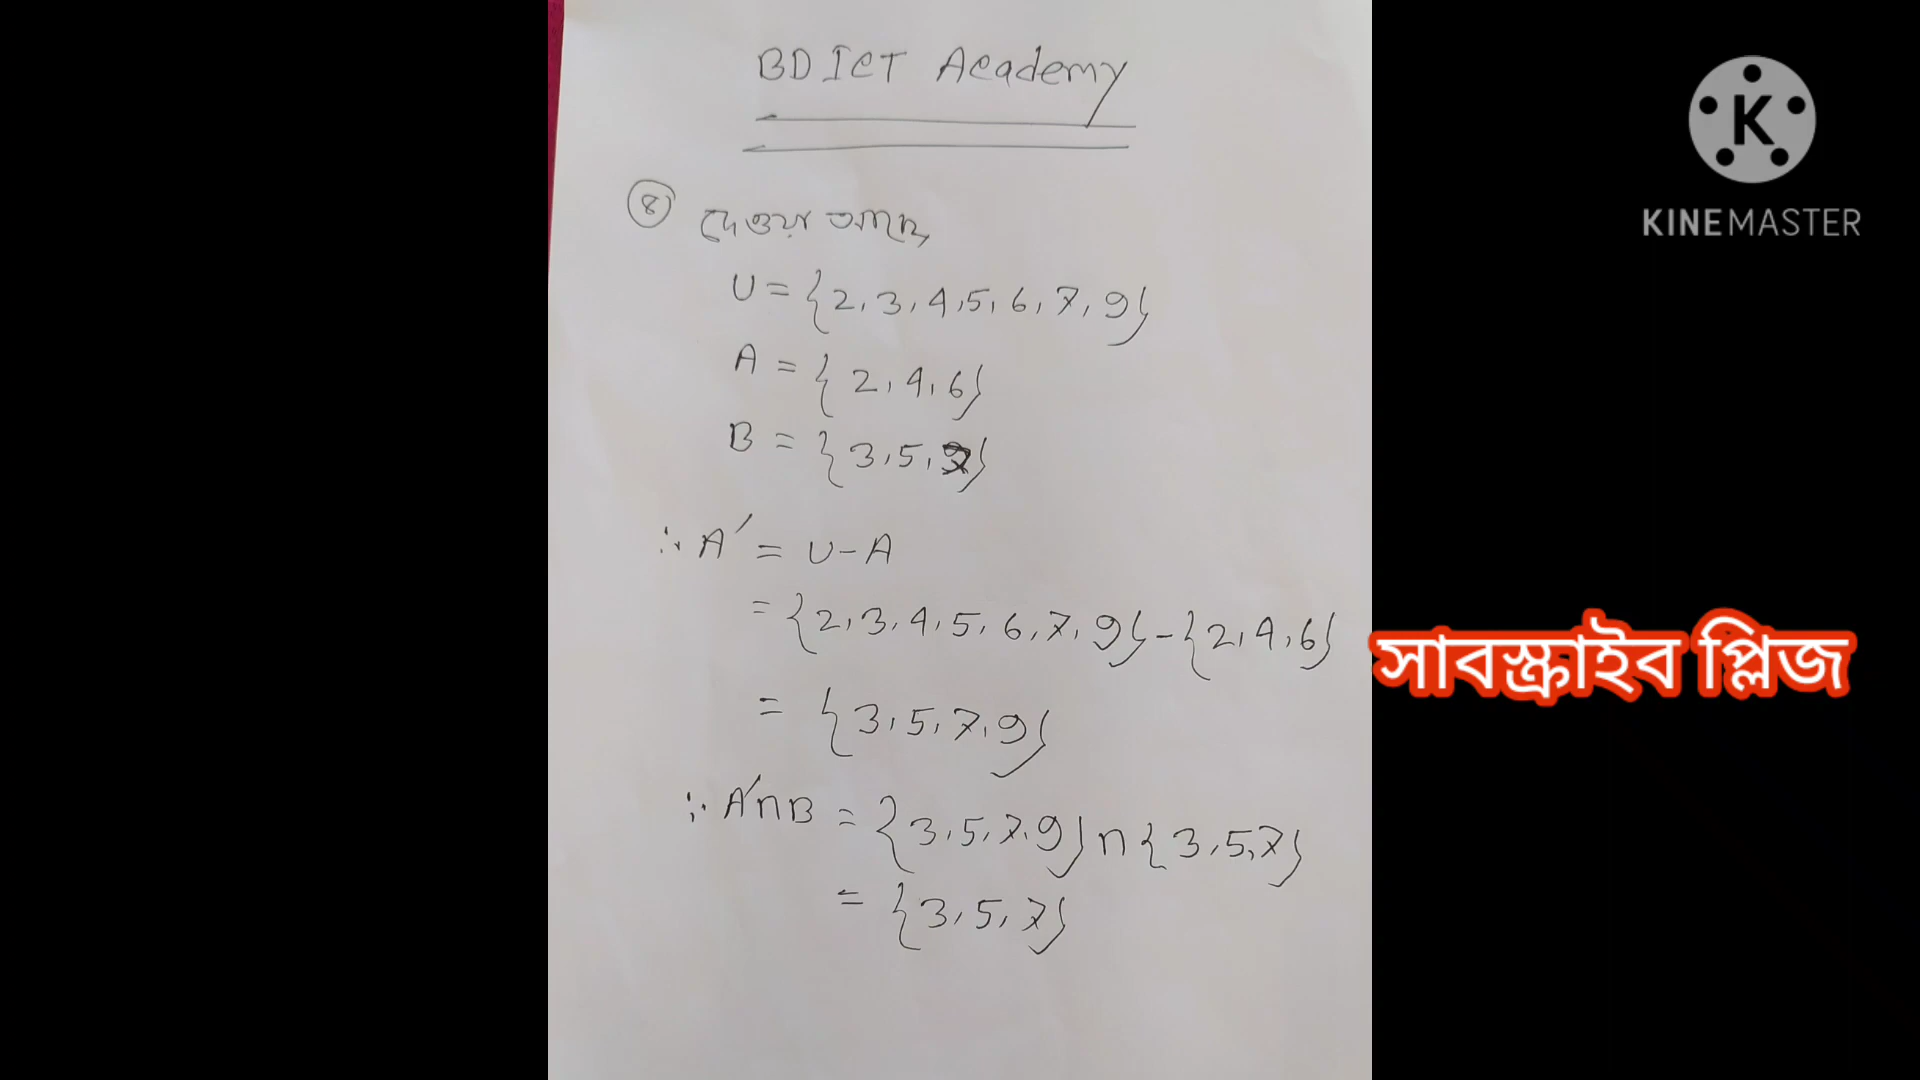 BD ICT Academy
৪ দেওয়া আছে,
U = {2, 3, 4, 5, 6, 7, 9}
A = {2, 4, 6}
B = {3, 5, 7}
∴ A′ = U - A
= {2, 3, 4, 5, 6, 7, 9} - {2, 4, 6}
= {3, 5, 7, 9}
∴ A′∩B = {3, 5, 7, 9} ∩ {3, 5, 7}
= {3, 5, 7}
K
KINEMASTER
সাবস্ক্রাইব প্লিজ